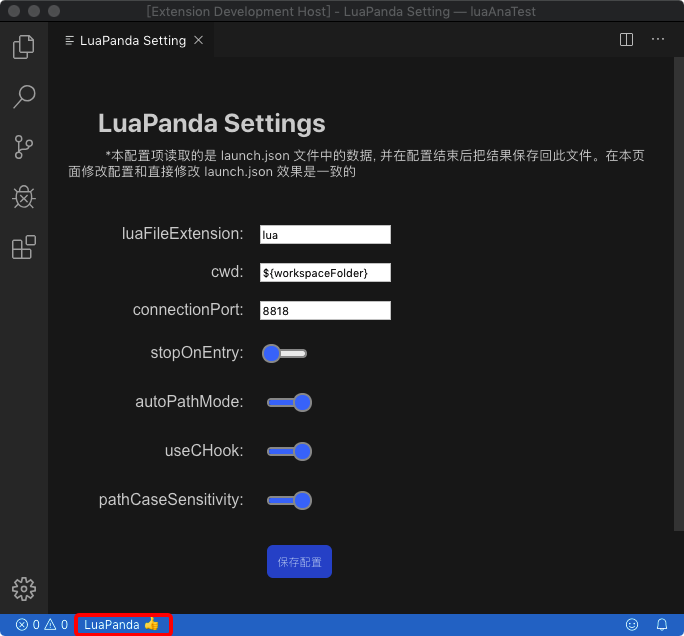 [Extension Development Host] - LuaPanda Setting — luaAnaTest
LuaPanda Setting
LuaPanda Settings
*本配置项读取的是 launch.json 文件中的数据, 并在配置结束后把结果保存回此文件。在本页
面修改配置和直接修改 launch.json 效果是一致的
luaFileExtension: lua
cwd: ${workspaceFolder}
connectionPort: 8818
stopOnEntry:
autoPathMode:
useCHook:
pathCaseSensitivity:
保存配置
0 0 LuaPanda 👍